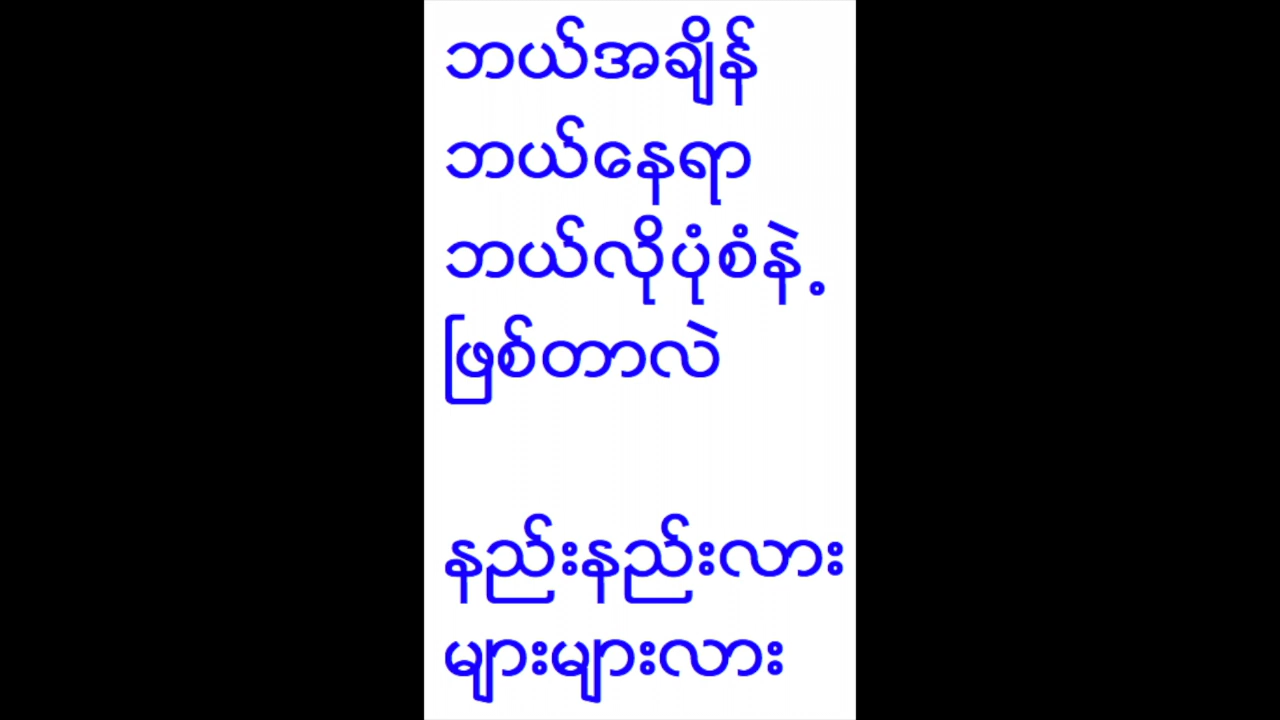 ဘယ်အချိန်
ဘယ်နေရာ
ဘယ်လိုပုံစံနဲ့
ဖြစ်တာလဲ
နည်းနည်းလား
များများလား